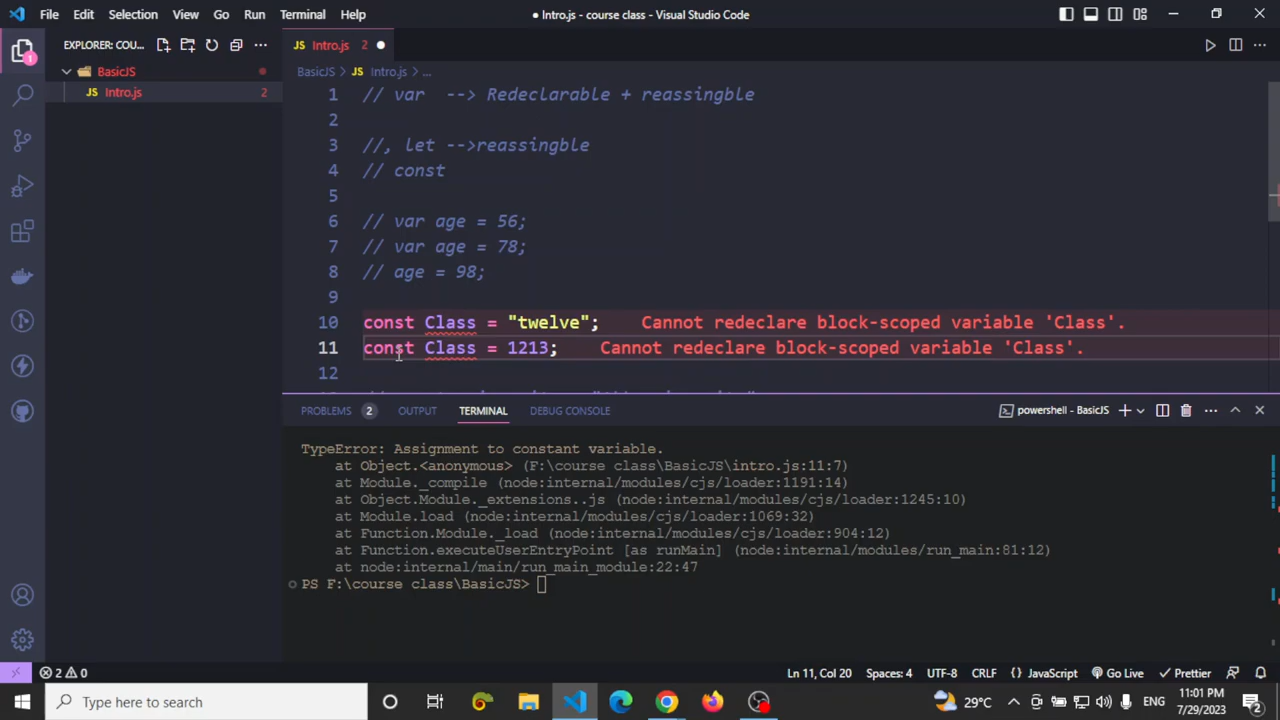 File Edit Selection View Go Run Terminal Help
● Intro.js - course class - Visual Studio Code
EXPLORER: COU...
JS Intro.js 2 ●
BasicJS
JS Intro.js 2
BasicJS > JS Intro.js > ...
1 // var --> Redeclarable + reassingble
2
3 //, let -->reassingble
4 // const
5
6 // var age = 56;
7 // var age = 78;
8 // age = 98;
9
10 const Class = "twelve"; Cannot redeclare block-scoped variable 'Class'.
11 const Class = 1213; Cannot redeclare block-scoped variable 'Class'.
12
PROBLEMS 2 OUTPUT TERMINAL DEBUG CONSOLE
powershell - BasicJS
TypeError: Assignment to constant variable.
at Object.<anonymous> (F:\course class\BasicJS\intro.js:11:7)
at Module._compile (node:internal/modules/cjs/loader:1191:14)
at Object.Module._extensions..js (node:internal/modules/cjs/loader:1245:10)
at Module.load (node:internal/modules/cjs/loader:1069:32)
at Function.Module._load (node:internal/modules/cjs/loader:904:12)
at Function.executeUserEntryPoint [as runMain] (node:internal/modules/run_main:81:12)
at node:internal/main/run_main_module:22:47
PS F:\course class\BasicJS>
2 0
Ln 11, Col 20 Spaces: 4 UTF-8 CRLF {} JavaScript Go Live Prettier
Type here to search
29°C
ENG
11:01 PM
7/29/2023
2
1